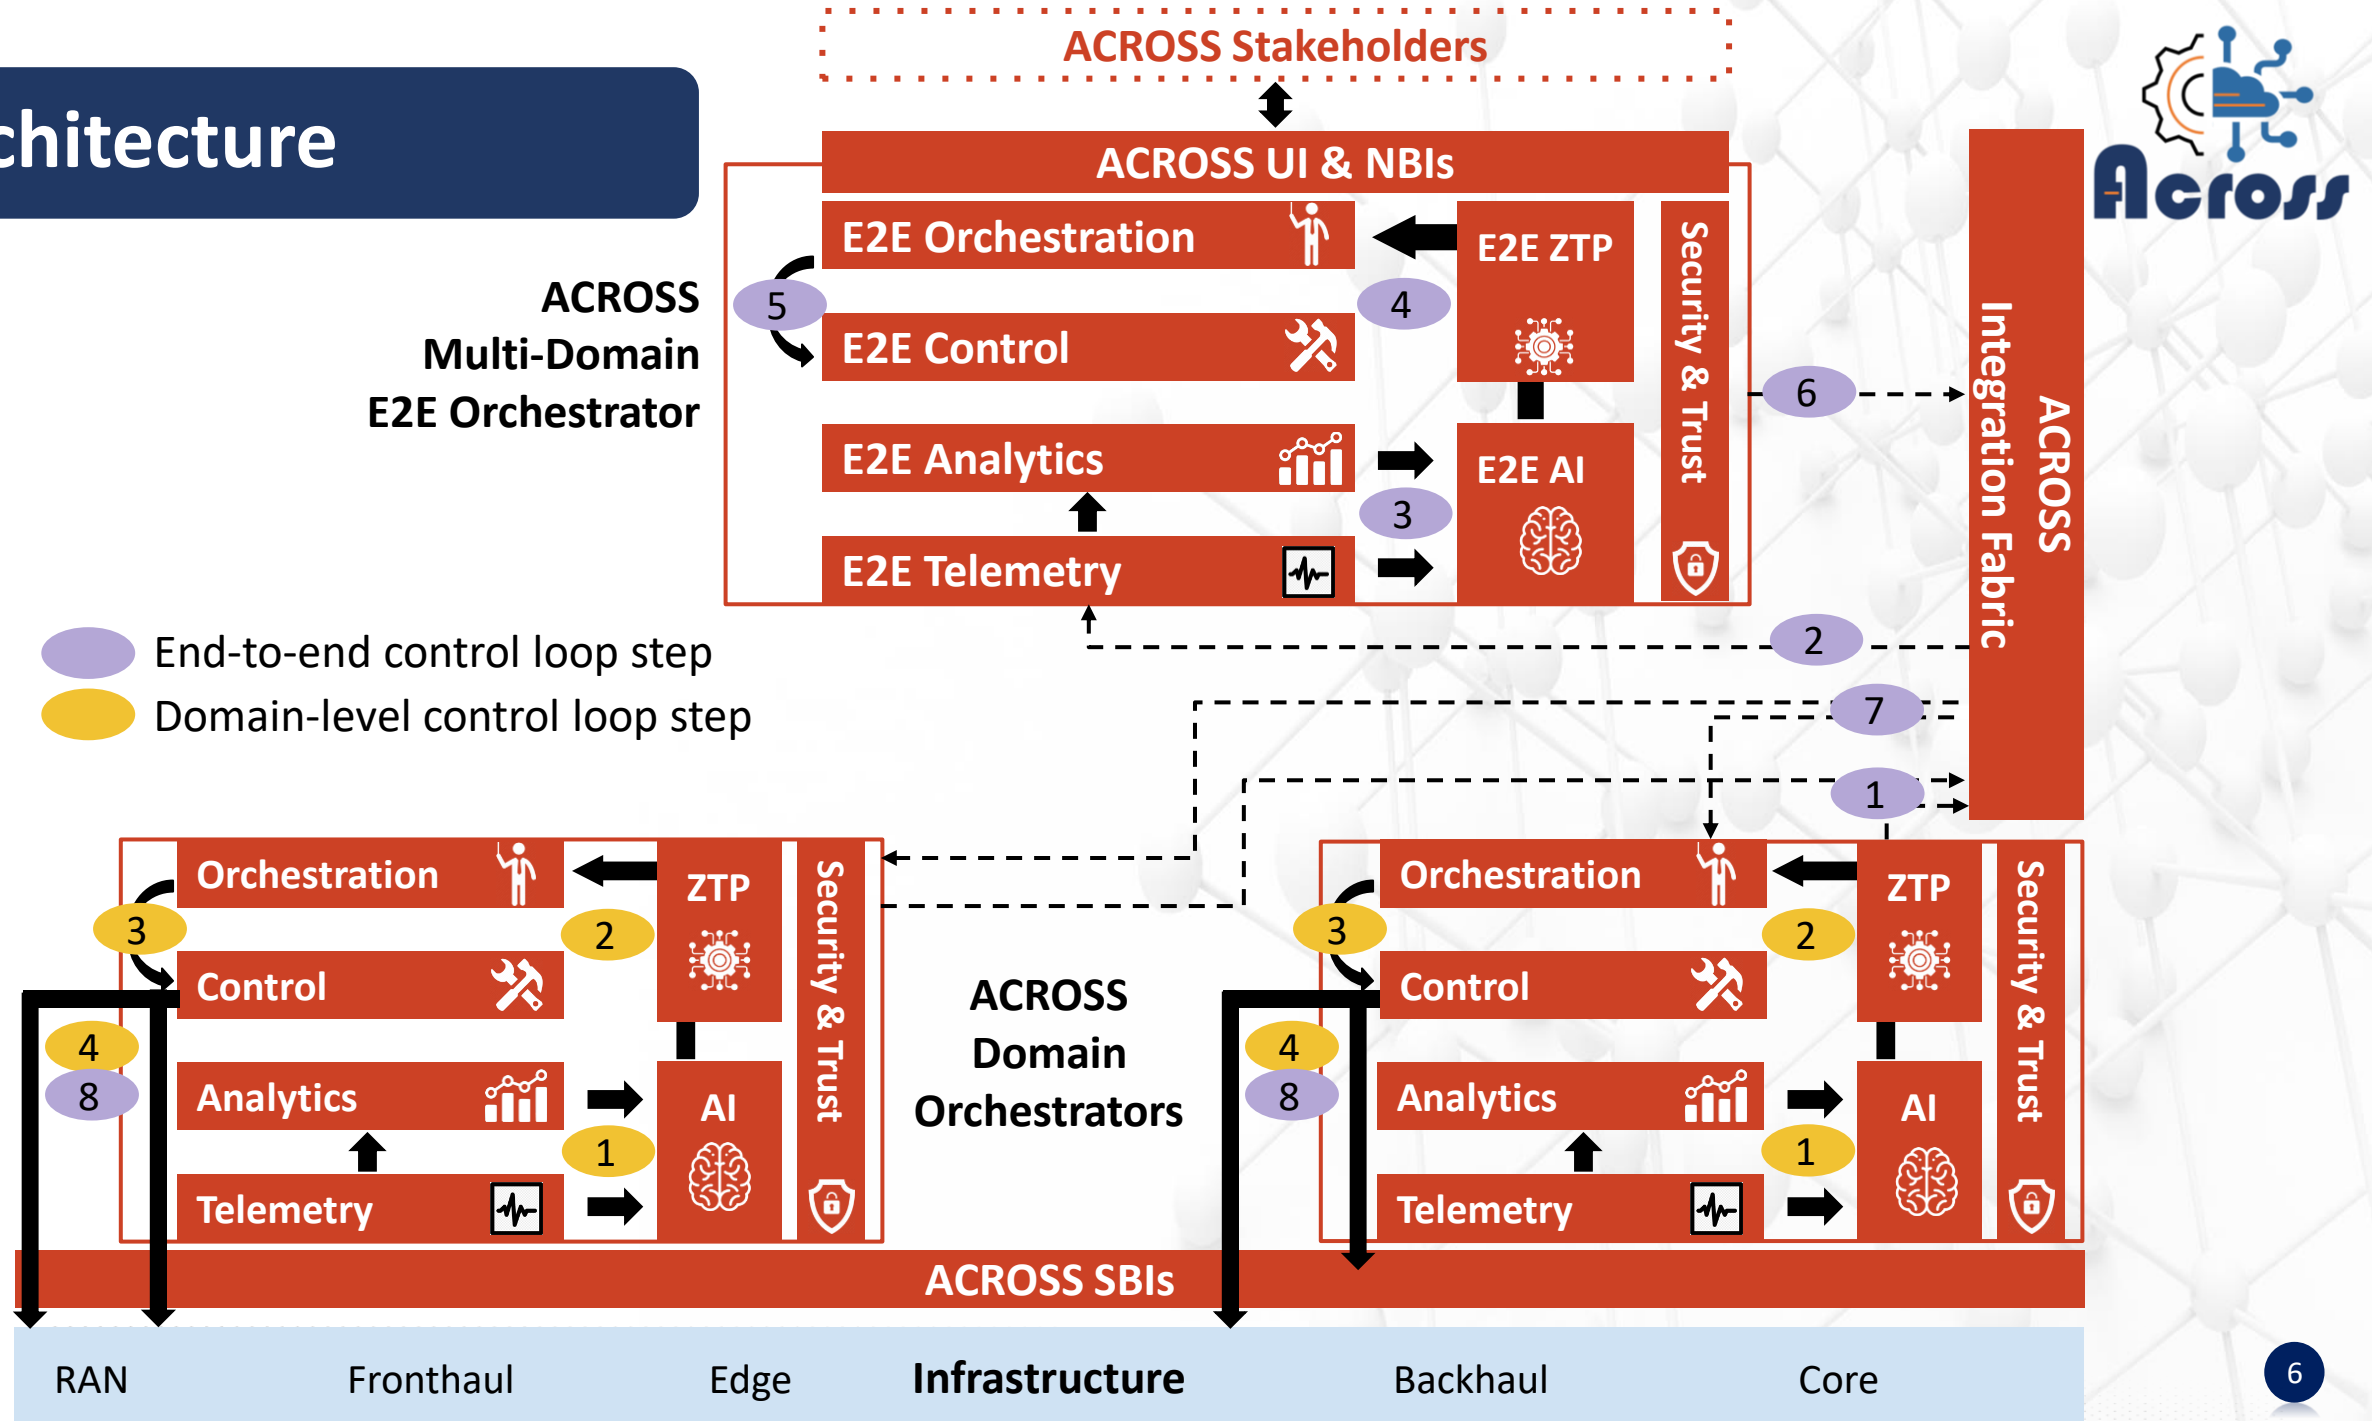 ACROSS Stakeholders
chitecture
ACROSS UI & NBIs
Across
E2E Orchestration
E2E ZTP
Security & Trust
ACROSS
Integration Fabric
ACROSS
Multi-Domain
E2E Orchestrator
5
4
E2E Control
6
E2E Analytics
E2E AI
3
E2E Telemetry
2
End-to-end control loop step
Domain-level control loop step
7
1
Orchestration
ZTP
Security & Trust
3
2
Control
4
8
Analytics
AI
1
Telemetry
ACROSS
Domain
Orchestrators
Orchestration
ZTP
Security & Trust
3
2
Control
4
8
Analytics
AI
1
Telemetry
ACROSS SBIs
RAN
Fronthaul
Edge
Infrastructure
Backhaul
Core
6